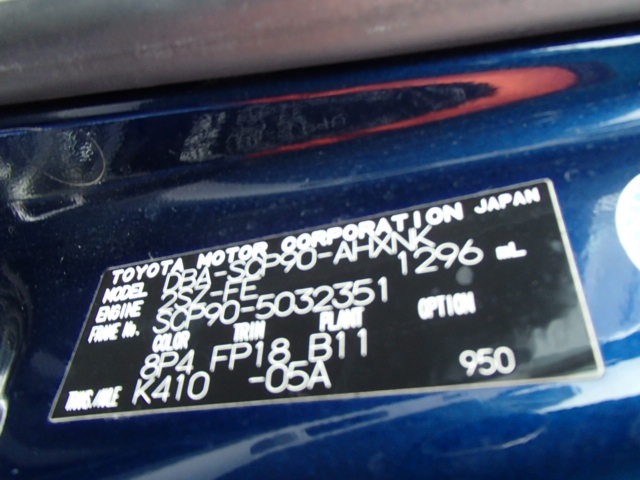 TOYOTA MOTOR CORPORATION JAPAN
MODEL DBA-SCP90-AHXNK
ENGINE 2SZ-FE 1296 mL
FRAME No. SCP90-5032351
COLOR TRIM PLANT OPTION
8P4 FP18 B11
TRANS/AXLE K410 -05A 950